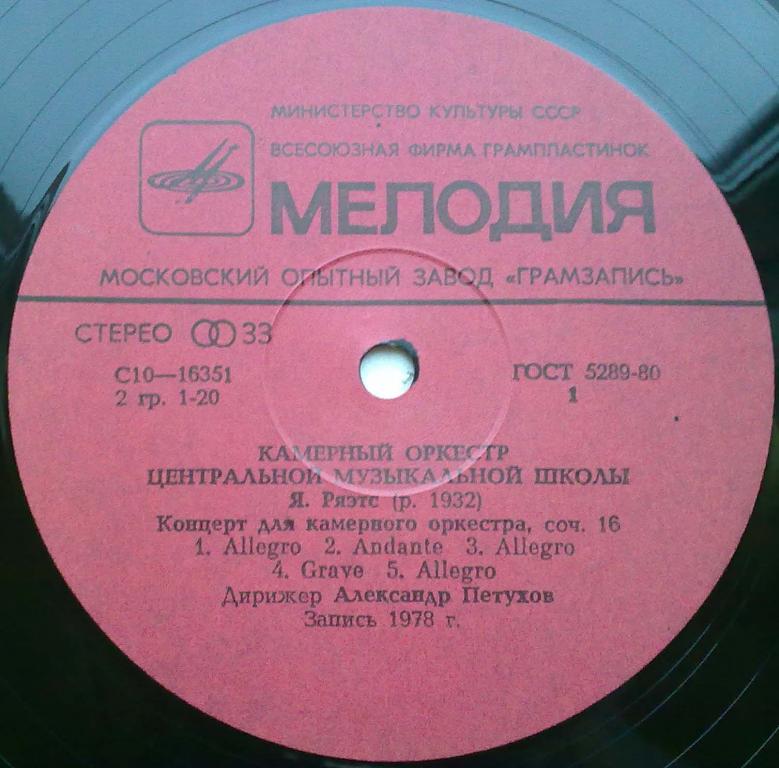 МИНИСТЕРСТВО КУЛЬТУРЫ СССР
ВСЕСОЮЗНАЯ ФИРМА ГРАМПЛАСТИНОК
МЕЛОДИЯ
МОСКОВСКИЙ ОПЫТНЫЙ ЗАВОД «ГРАМЗАПИСЬ»
СТЕРЕО 33
С10—16351 ГОСТ 5289-80
2 гр. 1-20 1
КАМЕРНЫЙ ОРКЕСТР
ЦЕНТРАЛЬНОЙ МУЗЫКАЛЬНОЙ ШКОЛЫ
Я. Ряэтс (р. 1932)
Концерт для камерного оркестра, соч. 16
1. Allegro 2. Andante 3. Allegro
4. Grave 5. Allegro
Дирижер Александр Петухов
Запись 1978 г.